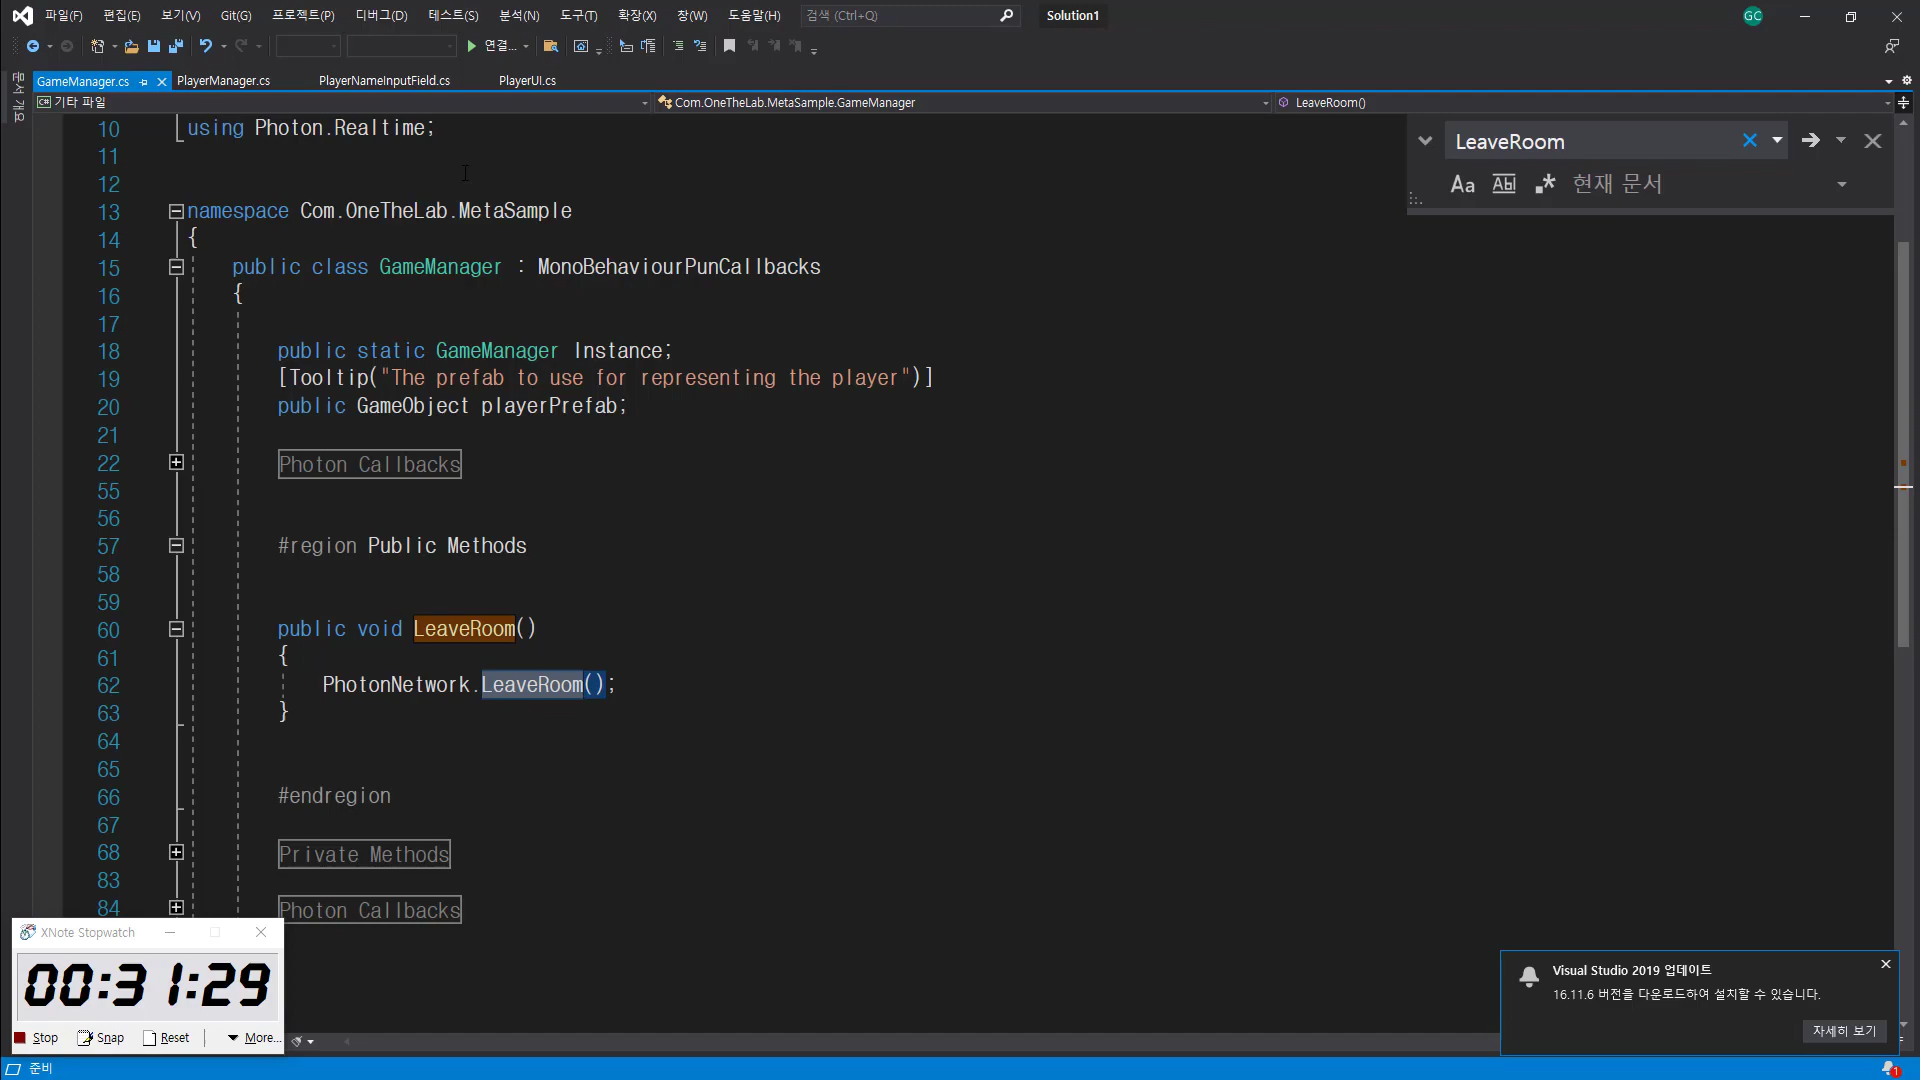 파일(F) 편집(E) 보기(V) Git(G) 프로젝트(P) 디버그(D) 테스트(S) 분석(N) 도구(T) 확장(X) 창(W) 도움말(H) 검색 (Ctrl+Q) Solution1 GC
연결...
문서 개요
GameManager.cs PlayerManager.cs PlayerNameInputField.cs PlayerUI.cs
C# 기타 파일 Com.OneTheLab.MetaSample.GameManager LeaveRoom()
10 using Photon.Realtime;
11
12
13 namespace Com.OneTheLab.MetaSample
14 {
15 public class GameManager : MonoBehaviourPunCallbacks
16 {
17
18 public static GameManager Instance;
19 [Tooltip("The prefab to use for representing the player")]
20 public GameObject playerPrefab;
21
22 Photon Callbacks
55
56
57 #region Public Methods
58
59
60 public void LeaveRoom()
61 {
62 PhotonNetwork.LeaveRoom();
63 }
64
65
66 #endregion
67
68 Private Methods
83
84 Photon Callbacks
LeaveRoom
Aa Abl .* 현재 문서
XNote Stopwatch
00:31:29
Stop Snap Reset More...
Visual Studio 2019 업데이트
16.11.6 버전을 다운로드하여 설치할 수 있습니다.
자세히 보기
준비 1